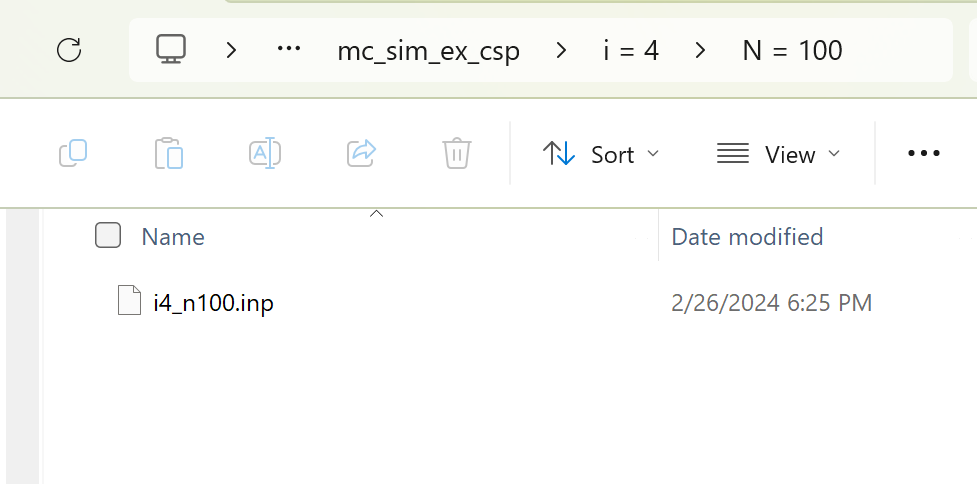 mc_sim_ex_csp i = 4 N = 100
Sort View
Name Date modified
i4_n100.inp 2/26/2024 6:25 PM